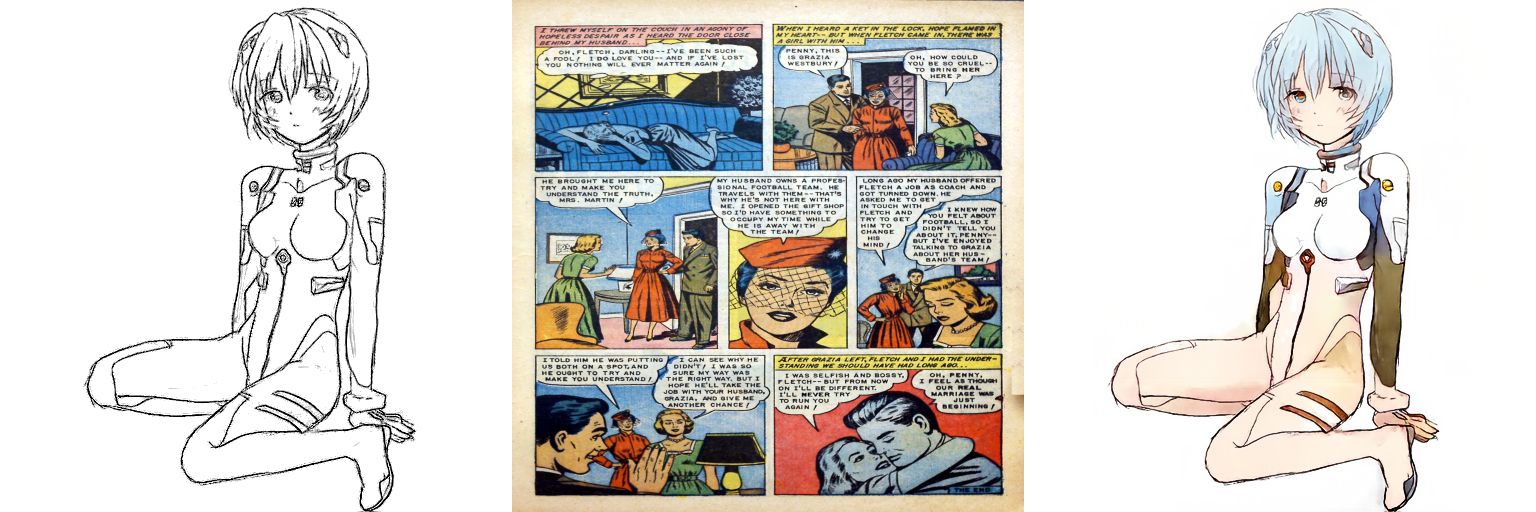 I THREW MYSELF ON THE COUCH IN AN AGONY OF
HOPELESS DESPAIR AS I HEARD THE DOOR CLOSE
BEHIND MY HUSBAND...
OH, FLETCH, DARLING--I'VE BEEN SUCH
A FOOL! I DO LOVE YOU--AND IF I'VE LOST
YOU NOTHING WILL EVER MATTER AGAIN!
WHEN I HEARD A KEY IN THE LOCK, HOPE FLAMED IN
MY HEART--BUT WHEN FLETCH CAME IN, THERE WAS
A GIRL WITH HIM...
PENNY, THIS
IS GRAZIA
WESTBURY!
OH, HOW COULD
YOU BE SO CRUEL--
TO BRING HER
HERE?
HE BROUGHT ME HERE TO
TRY AND MAKE YOU
UNDERSTAND THE TRUTH,
MRS. MARTIN!
MY HUSBAND OWNS A PROFES-
SIONAL FOOTBALL TEAM. HE
TRAVELS WITH THEM--THAT'S
WHY HE'S NOT HERE WITH
ME. I OPENED THE GIFT SHOP
SO I'D HAVE SOMETHING TO
OCCUPY MY TIME WHILE
HE IS AWAY WITH
THE TEAM!
LONG AGO MY HUSBAND OFFERED
FLETCH A JOB AS COACH AND
GOT TURNED DOWN. HE
ASKED ME TO GET
IN TOUCH WITH
FLETCH AND
TRY TO GET
HIM TO
CHANGE
HIS
MIND!
I KNEW HOW
YOU FELT ABOUT
FOOTBALL, SO I
DIDN'T TELL YOU
ABOUT IT, PENNY--
BUT I'VE ENJOYED
TALKING TO GRAZIA
ABOUT HER HUS-
BAND'S TEAM!
I TOLD HIM HE WAS PUTTING
US BOTH ON A SPOT, AND
HE OUGHT TO TRY AND
MAKE YOU UNDERSTAND!
I CAN SEE WHY HE
DIDN'T! I WAS SO
SURE MY WAY WAS
THE RIGHT WAY. BUT I
HOPE HE'LL TAKE THE
JOB WITH YOUR HUSBAND,
GRAZIA, AND GIVE ME
ANOTHER CHANCE!
AFTER GRAZIA LEFT, FLETCH AND I HAD THE UNDER-
STANDING WE SHOULD HAVE HAD LONG AGO...
I WAS SELFISH AND BOSSY,
FLETCH--BUT FROM NOW
ON I'LL BE DIFFERENT.
I'LL NEVER TRY
TO RUN YOU
AGAIN!
OH, PENNY,
I FEEL AS THOUGH
OUR REAL
MARRIAGE WAS
JUST
BEGINNING!
THE END